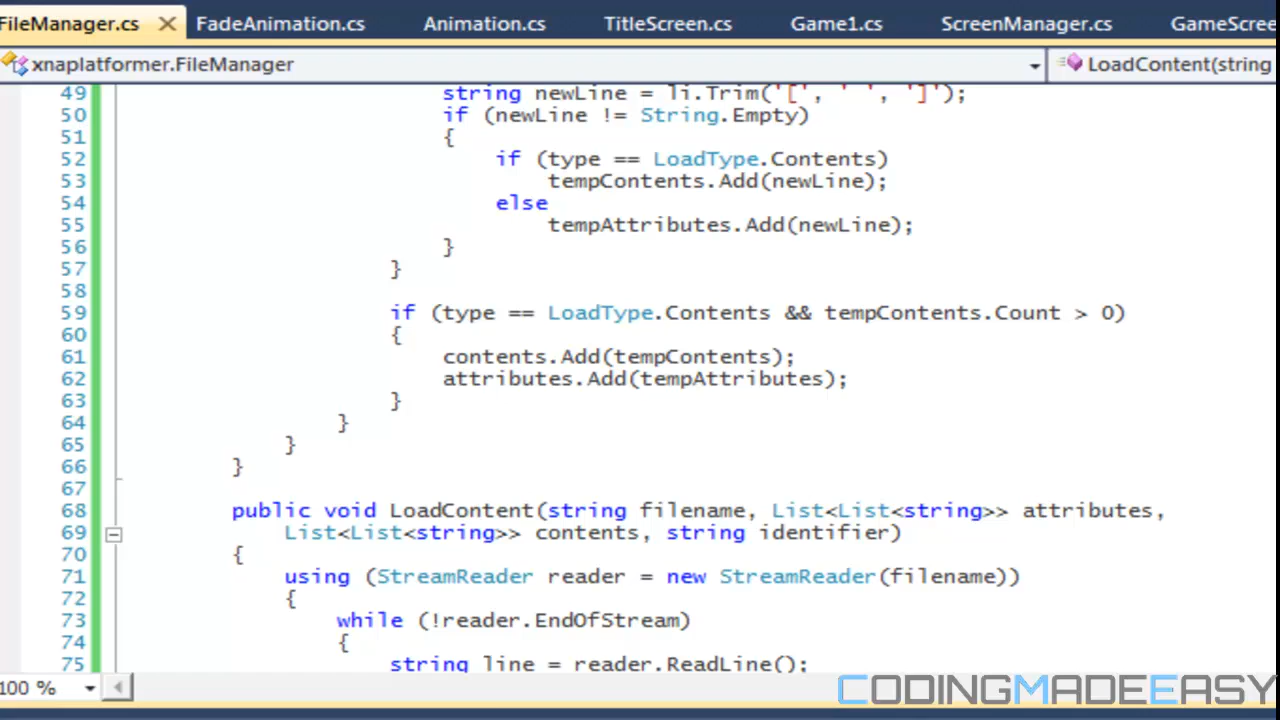 FileManager.cs FadeAnimation.cs Animation.cs TitleScreen.cs Game1.cs ScreenManager.cs GameScree
xnaplatformer.FileManager LoadContent(string
49 string newLine = li.Trim('[', ' ', ']');
50 if (newLine != String.Empty)
51 {
52 if (type == LoadType.Contents)
53 tempContents.Add(newLine);
54 else
55 tempAttributes.Add(newLine);
56 }
57 }
58
59 if (type == LoadType.Contents && tempContents.Count > 0)
60 {
61 contents.Add(tempContents);
62 attributes.Add(tempAttributes);
63 }
64 }
65 }
66 }
67
68 public void LoadContent(string filename, List<List<string>> attributes,
69 List<List<string>> contents, string identifier)
70 {
71 using (StreamReader reader = new StreamReader(filename))
72 {
73 while (!reader.EndOfStream)
74 {
75 string line = reader.ReadLine();
100 %
CODINGMADEEASY